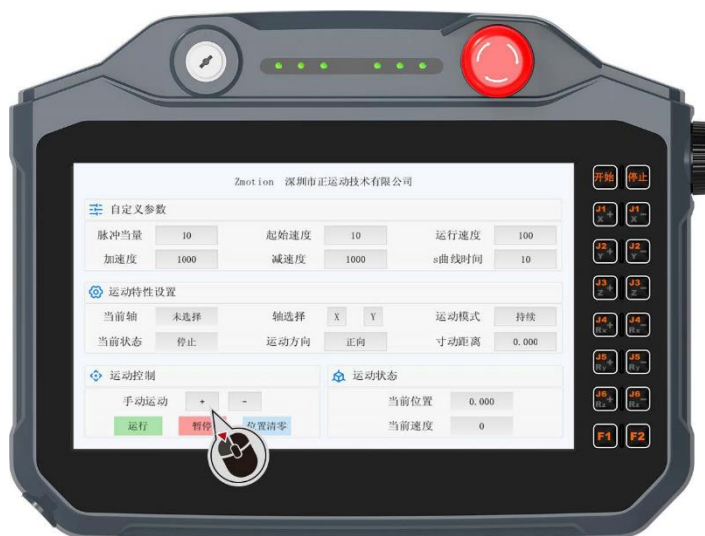 Zmotion 深圳市正运动技术有限公司
自定义参数
脉冲当量 10 起始速度 10 运行速度 100
加速度 1000 减速度 1000 s曲线时间 10
运动特性设置
当前轴 未选择 轴选择 X Y 运动模式 持续
当前状态 停止 运动方向 正向 寸动距离 0.000
运动控制 运动状态
手动运动 + - 当前位置 0.000
运行 暂停 位置清零 当前速度 0
开始 停止
J1 X + J1 X -
J2 Y + J2 Y -
J3 Z + J3 Z -
J4 Rx + J4 Rx -
J5 Ry + J5 Ry -
J6 Rz + J6 Rz -
F1 F2